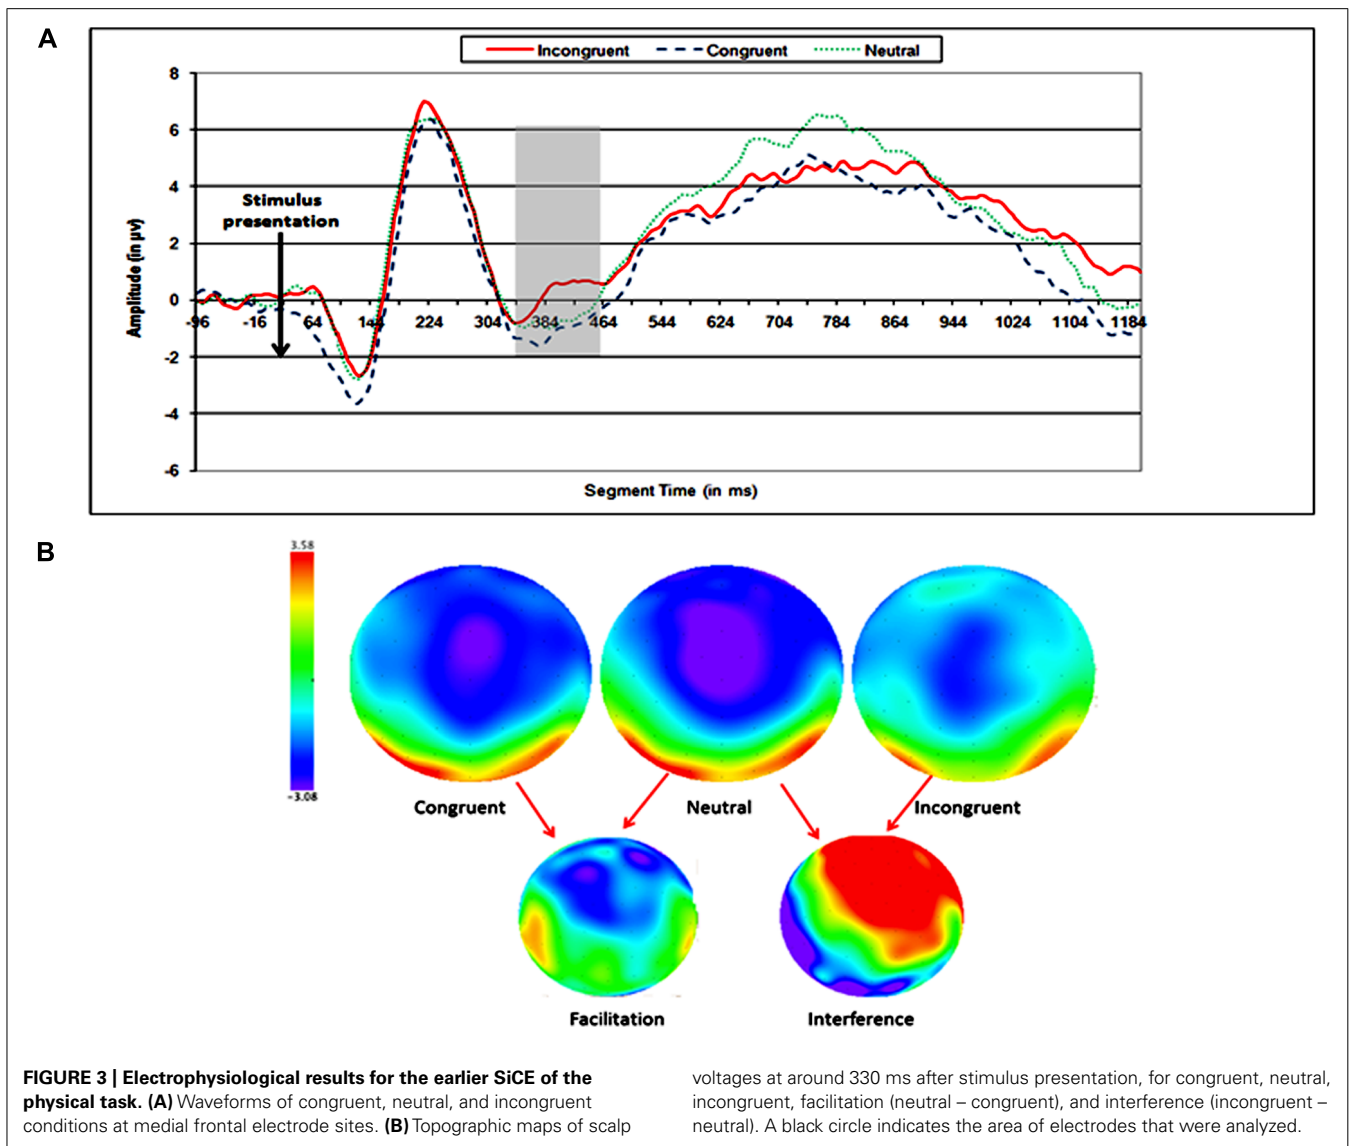 A
Incongruent Congruent Neutral
8
6
4
2
0
-2
-4
-6
Amplitude (in µv)
Stimulus
presentation
-96 -16 64 144 224 304 384 464 544 624 704 784 864 944 1024 1104 1184
Segment Time (in ms)
B
3.58
-3.08
Congruent Neutral Incongruent
Facilitation Interference
FIGURE 3 | Electrophysiological results for the earlier SiCE of the
physical task. (A) Waveforms of congruent, neutral, and incongruent
conditions at medial frontal electrode sites. (B) Topographic maps of scalp
voltages at around 330 ms after stimulus presentation, for congruent, neutral,
incongruent, facilitation (neutral – congruent), and interference (incongruent –
neutral). A black circle indicates the area of electrodes that were analyzed.